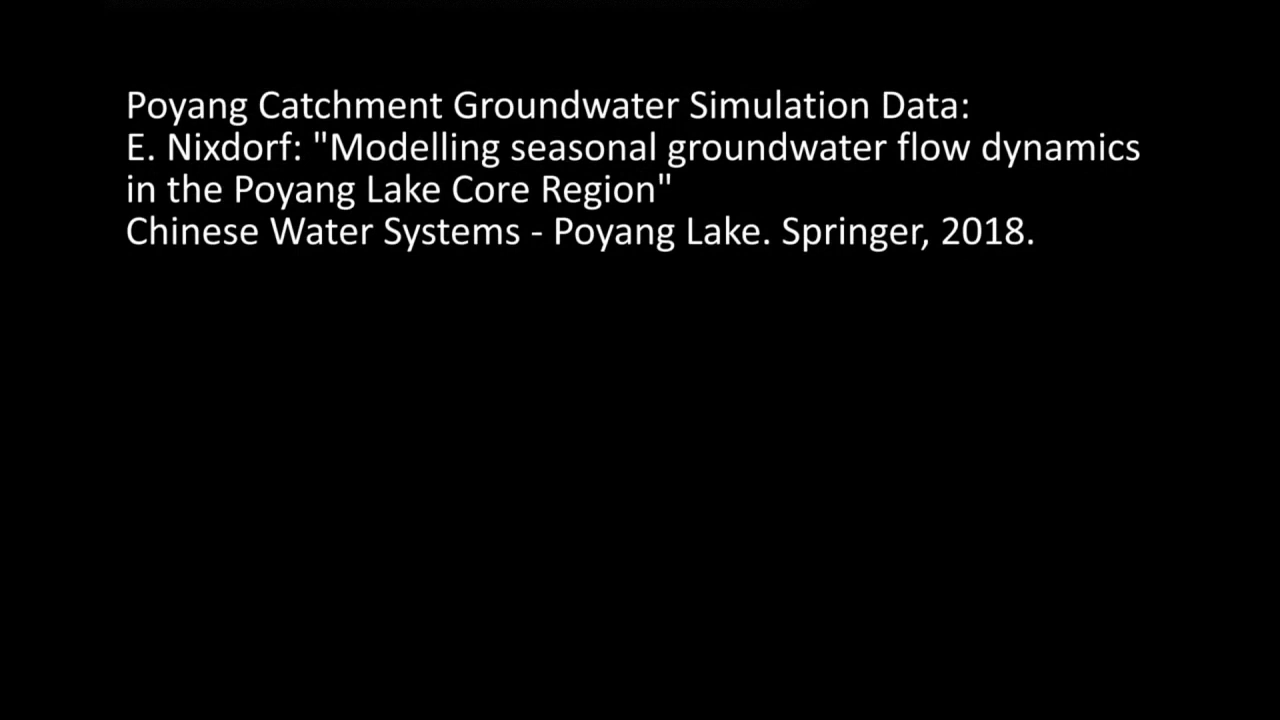 Poyang Catchment Groundwater Simulation Data:
E. Nixdorf: "Modelling seasonal groundwater flow dynamics
in the Poyang Lake Core Region"
Chinese Water Systems - Poyang Lake. Springer, 2018.